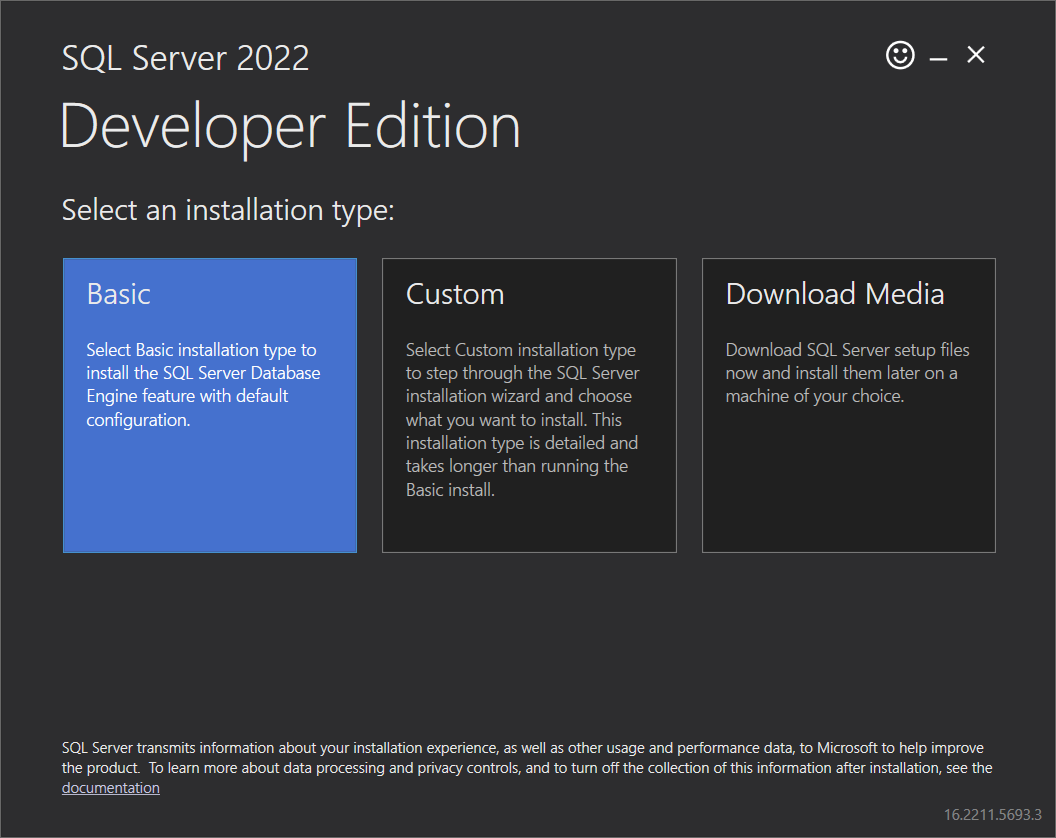 SQL Server 2022
Developer Edition
Select an installation type:
Basic
Select Basic installation type to
install the SQL Server Database
Engine feature with default
configuration.
Custom
Select Custom installation type
to step through the SQL Server
installation wizard and choose
what you want to install. This
installation type is detailed and
takes longer than running the
Basic install.
Download Media
Download SQL Server setup files
now and install them later on a
machine of your choice.
SQL Server transmits information about your installation experience, as well as other usage and performance data, to Microsoft to help improve
the product.  To learn more about data processing and privacy controls, and to turn off the collection of this information after installation, see the
documentation
16.2211.5693.3